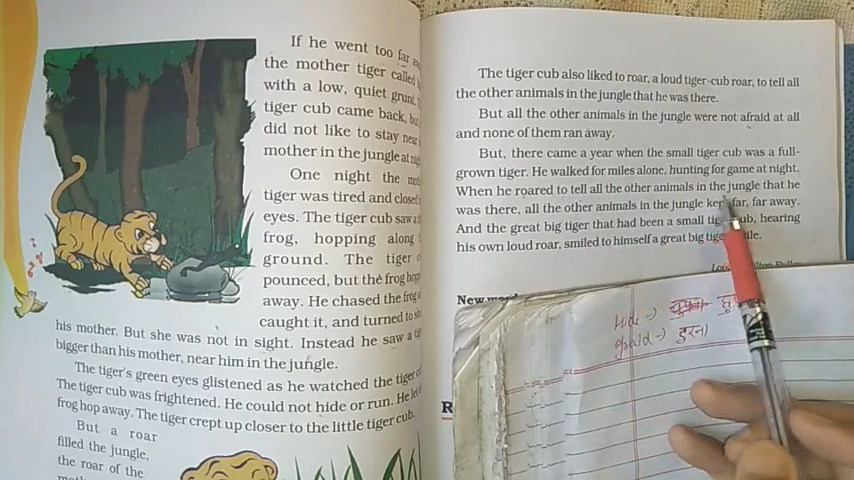 If he went too far
the mother tiger called
with a low, quiet grunt.
tiger cub came back,
did not like to stay near
mother in the jungle at
One night the
tiger was tired and closed
eyes. The tiger cub saw a
frog, hopping along
ground. The tiger
pounced, but the frog
away. He chased the frog
caught it, and turned to
his mother. But she was not in sight. Instead he saw a
bigger than his mother, near him in the jungle.
The tiger's green eyes glistened as he watched the tiger
The tiger cub was frightened. He could not hide or run. He let
frog hop away. The tiger crept up closer to the little tiger cub.
But a roar
filled the jungle,
the roar of the
The tiger cub also liked to roar, a loud tiger-cub roar, to tell all
the other animals in the jungle that he was there.
But all the other animals in the jungle were not afraid at all
and none of them ran away.
But, there came a year when the small tiger cub was a full-
grown tiger. He walked for miles alone, hunting for game at night.
When he roared to tell all the other animals in the jungle that he
was there, all the other animals in the jungle kept far, far away.
And the great big tiger that had been a small tiger cub, hearing
his own loud roar, smiled to himself a great big tiger smile.
New
Hide →
afraid → डरना
R